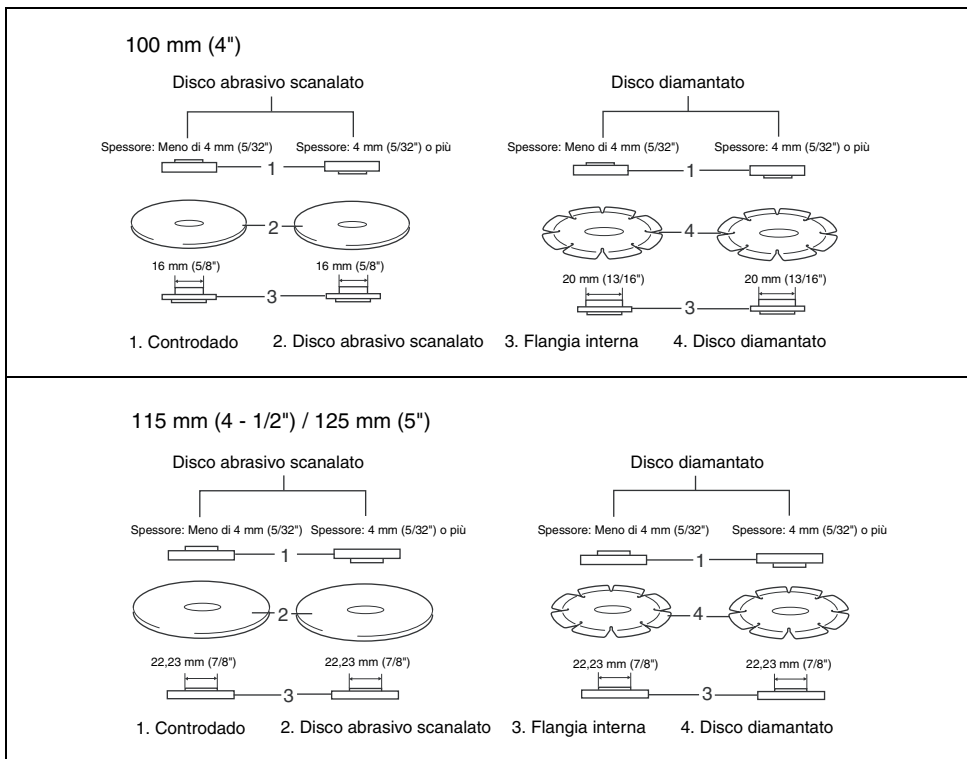 100 mm (4")
Disco abrasivo scanalato Disco diamantato
Spessore: Meno di 4 mm (5/32") Spessore: 4 mm (5/32") o più Spessore: Meno di 4 mm (5/32") Spessore: 4 mm (5/32") o più
1 1
2 4
16 mm (5/8") 16 mm (5/8") 20 mm (13/16") 20 mm (13/16")
3 3
1. Controdado 2. Disco abrasivo scanalato 3. Flangia interna 4. Disco diamantato
115 mm (4 - 1/2") / 125 mm (5")
Disco abrasivo scanalato Disco diamantato
Spessore: Meno di 4 mm (5/32") Spessore: 4 mm (5/32") o più Spessore: Meno di 4 mm (5/32") Spessore: 4 mm (5/32") o più
1 1
2 4
22,23 mm (7/8") 22,23 mm (7/8") 22,23 mm (7/8") 22,23 mm (7/8")
3 3
1. Controdado 2. Disco abrasivo scanalato 3. Flangia interna 4. Disco diamantato